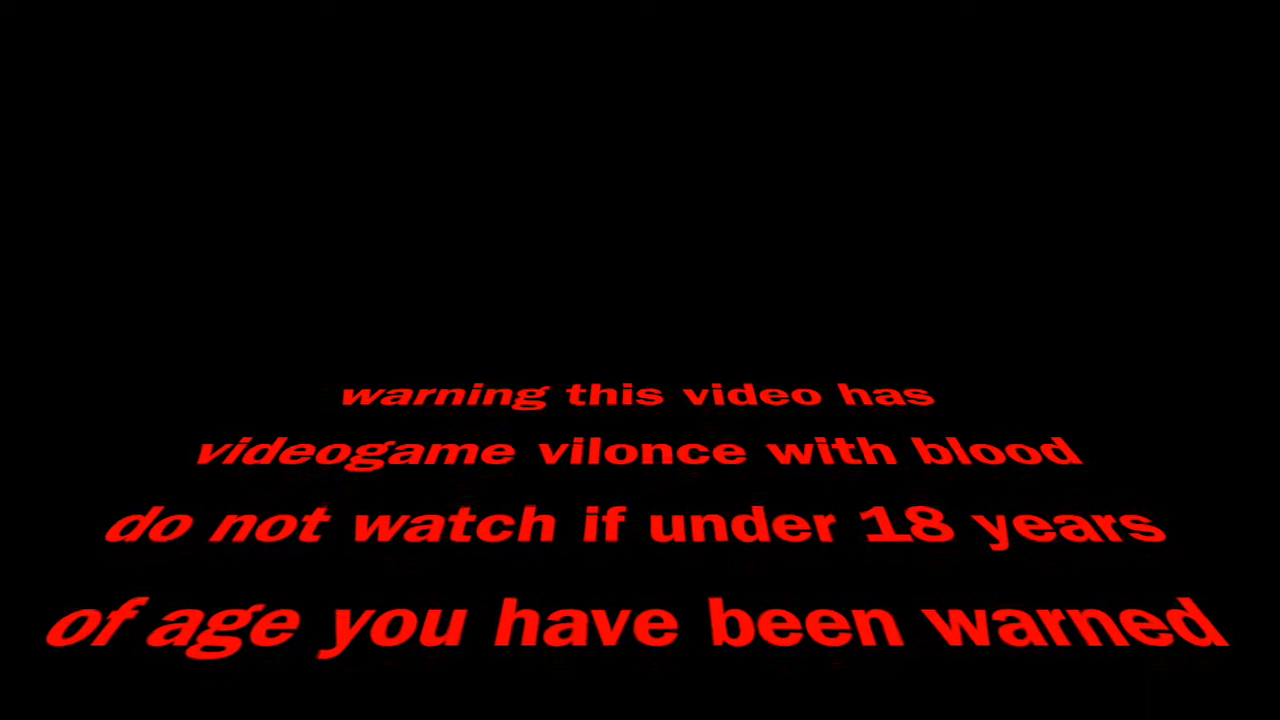 warning this video has
videogame vilonce with blood
do not watch if under 18 years
of age you have been warned